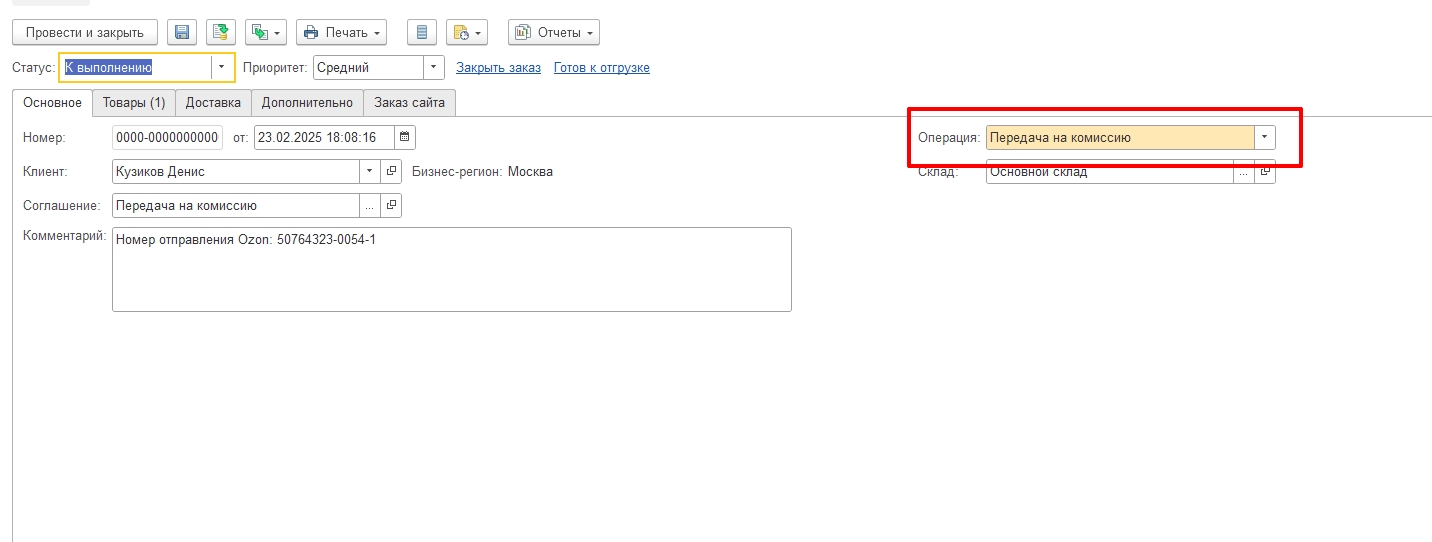 Провести и закрыть Печать Отчеты
Статус: К выполнению Приоритет: Средний Закрыть заказ Готов к отгрузке
Основное Товары (1) Доставка Дополнительно Заказ сайта
Номер: 0000-0000000000 от: 23.02.2025 18:08:16 Операция: Передача на комиссию
Клиент: Кузиков Денис Бизнес-регион: Москва Склад: Основной склад ...
Соглашение: Передача на комиссию ...
Комментарий: Номер отправления Ozon: 50764323-0054-1